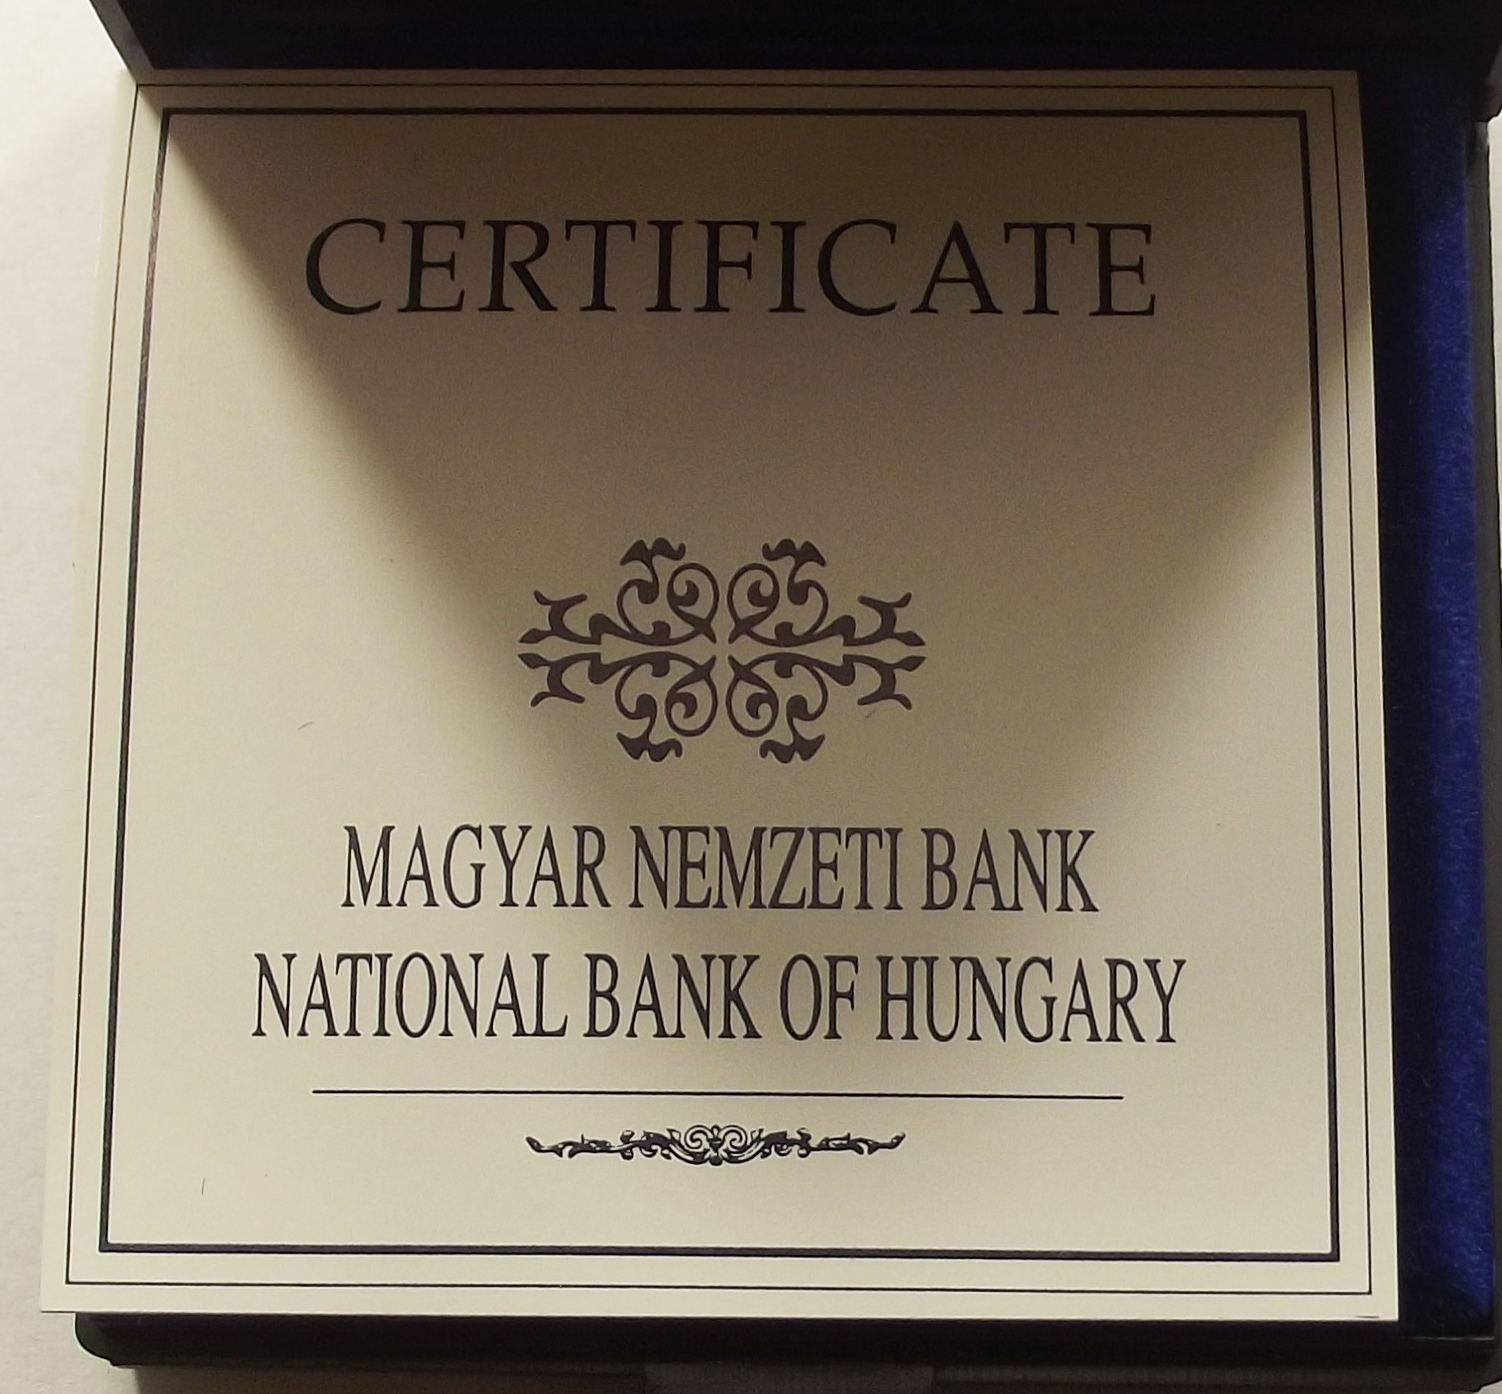 CERTIFICATE
MAGYAR NEMZETI BANK
NATIONAL BANK OF HUNGARY